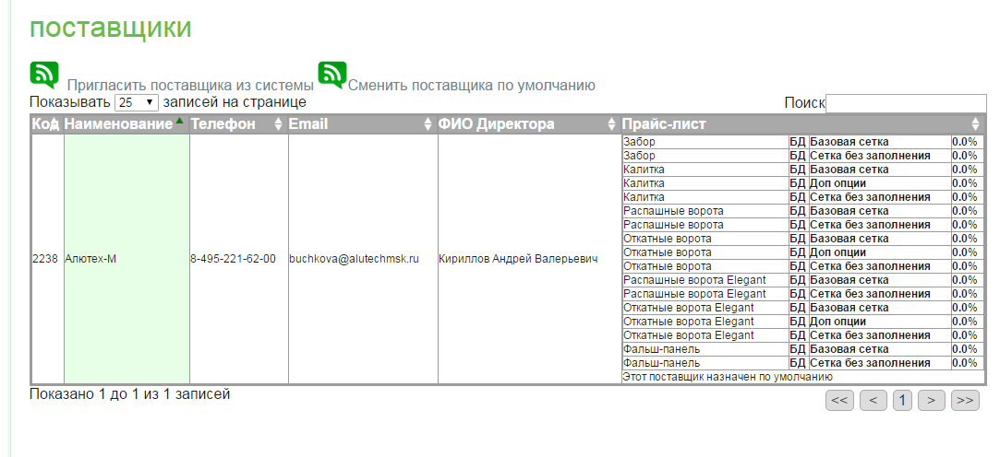 поставщики
Пригласить поставщика из системы Сменить поставщика по умолчанию
Показывать 25 записей на странице Поиск
Код Наименование Телефон Email ФИО Директора Прайс-лист
Забор БД Базовая сетка 0.0%
Забор БД Сетка без заполнения 0.0%
Калитка БД Базовая сетка 0.0%
Калитка БД Доп опции 0.0%
Калитка БД Сетка без заполнения 0.0%
Распашные ворота БД Базовая сетка 0.0%
Распашные ворота БД Сетка без заполнения 0.0%
Откатные ворота БД Базовая сетка 0.0%
2238 Алютех-М 8-495-221-62-00 buchkova@alutechmsk.ru Кириллов Андрей Валерьевич
Откатные ворота БД Доп опции 0.0%
Откатные ворота БД Сетка без заполнения 0.0%
Распашные ворота Elegant БД Базовая сетка 0.0%
Распашные ворота Elegant БД Сетка без заполнения 0.0%
Откатные ворота Elegant БД Базовая сетка 0.0%
Откатные ворота Elegant БД Доп опции 0.0%
Откатные ворота Elegant БД Сетка без заполнения 0.0%
Фальш-панель БД Базовая сетка 0.0%
Фальш-панель БД Сетка без заполнения 0.0%
Этот поставщик назначен по умолчанию
Показано 1 до 1 из 1 записей << < 1 > >>